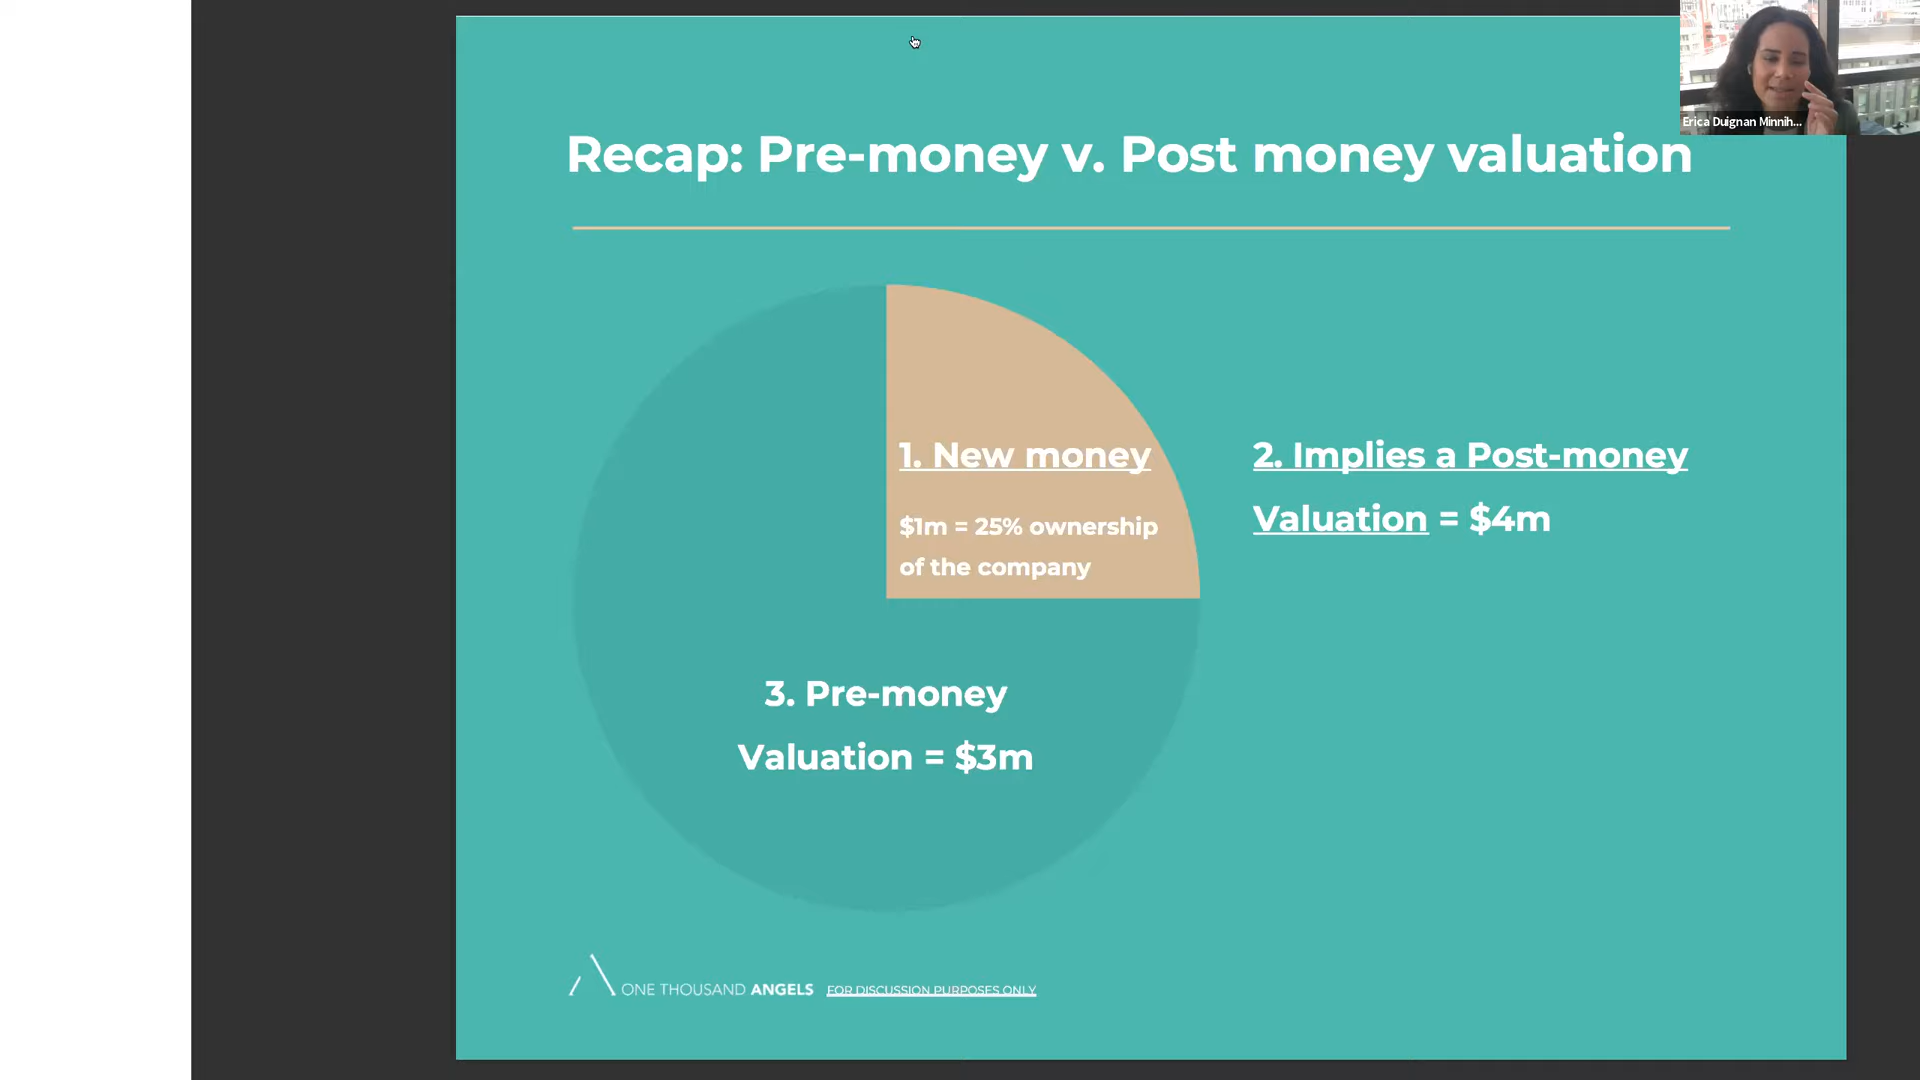 Erica Duignan Minnih...
Recap: Pre-money v. Post money valuation
1. New money
$1m = 25% ownership
of the company
2. Implies a Post-money
Valuation = $4m
3. Pre-money
Valuation = $3m
ONE THOUSAND ANGELS FOR DISCUSSION PURPOSES ONLY